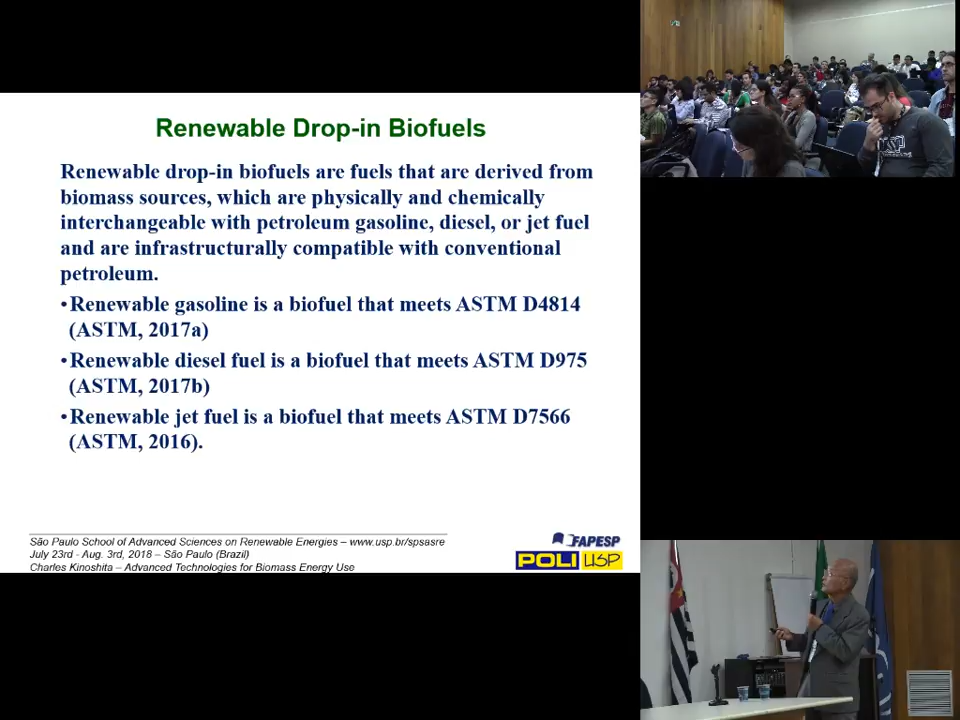 Renewable Drop-in Biofuels
Renewable drop-in biofuels are fuels that are derived from
biomass sources, which are physically and chemically
interchangeable with petroleum gasoline, diesel, or jet fuel
and are infrastructurally compatible with conventional
petroleum.
•Renewable gasoline is a biofuel that meets ASTM D4814
(ASTM, 2017a)
•Renewable diesel fuel is a biofuel that meets ASTM D975
(ASTM, 2017b)
•Renewable jet fuel is a biofuel that meets ASTM D7566
(ASTM, 2016).
São Paulo School of Advanced Sciences on Renewable Energies – www.usp.br/spsasre
July 23rd - Aug. 3rd, 2018 – São Paulo (Brazil)
Charles Kinoshita – Advanced Technologies for Biomass Energy Use
FAPESP
POLI USP